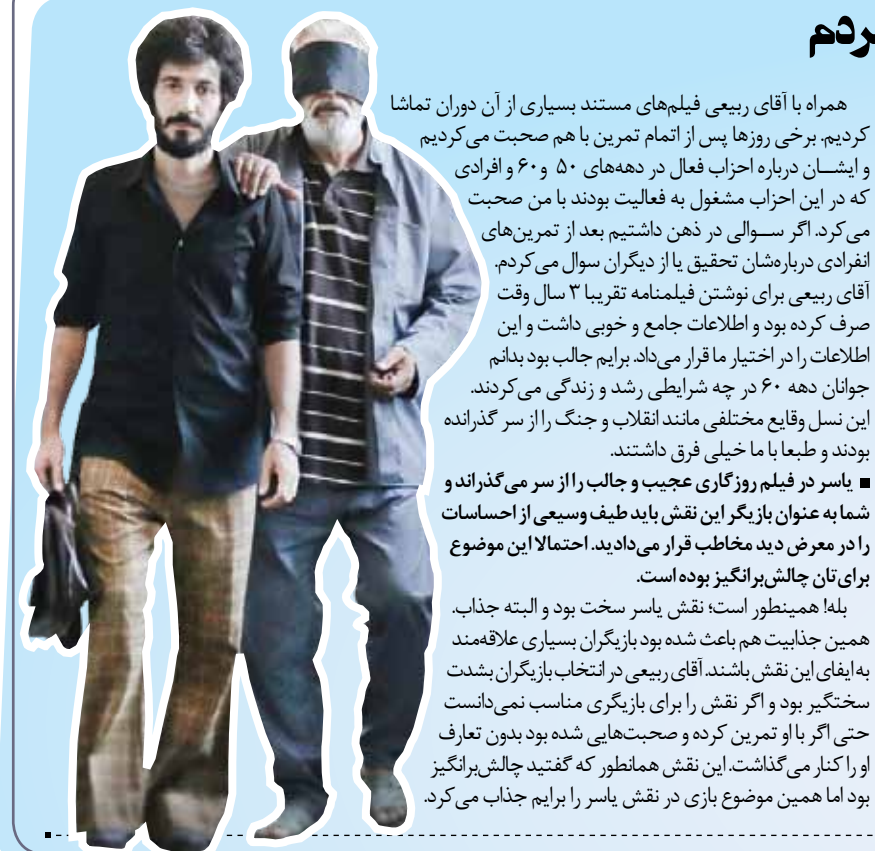 همراه با آقای ربیعی فیلم‌های مستند بسیاری از آن دوران تماشا
کردیم. برخی روزها پس از اتمام تمرین با هم صحبت می‌کردیم
و ایشان درباره احزاب فعال در دهه‌های ۵۰ و ۶۰ و افرادی
که در این احزاب مشغول به فعالیت بودند با من صحبت
می‌کرد. اگر سوالی در ذهن داشتیم بعد از تمرین‌های
انفرادی درباره‌شان تحقیق یا از دیگران سوال می‌کردم.
آقای ربیعی برای نوشتن فیلمنامه تقریبا ۳ سال وقت
صرف کرده بود و اطلاعات جامع و خوبی داشت و این
اطلاعات را در اختیار ما قرار می‌داد. برایم جالب بود بدانم
جوانان دهه ۶۰ در چه شرایطی رشد و زندگی می‌کردند.
این نسل وقایع مختلفی مانند انقلاب و جنگ را از سر گذرانده
بودند و طبعا با ما خیلی فرق داشتند.
■ یاسر در فیلم روزگاری عجیب و جالب را از سر می‌گذراند و
شما به عنوان بازیگر این نقش باید طیف وسیعی از احساسات
را در معرض دید مخاطب قرار می‌دادید. احتمالا این موضوع
برای‌تان چالش‌برانگیز بوده است.
بله! همینطور است؛ نقش یاسر سخت بود و البته جذاب.
همین جذابیت هم باعث شده بود بازیگران بسیاری علاقه‌مند
به ایفای این نقش باشند. آقای ربیعی در انتخاب بازیگران بشدت
سختگیر بود و اگر نقش را برای بازیگری مناسب نمی‌دانست
حتی اگر با او تمرین کرده و صحبت‌هایی شده بود بدون تعارف
او را کنار می‌گذاشت. این نقش همانطور که گفتید چالش‌برانگیز
بود اما همین موضوع بازی در نقش یاسر را برایم جذاب می‌کرد.